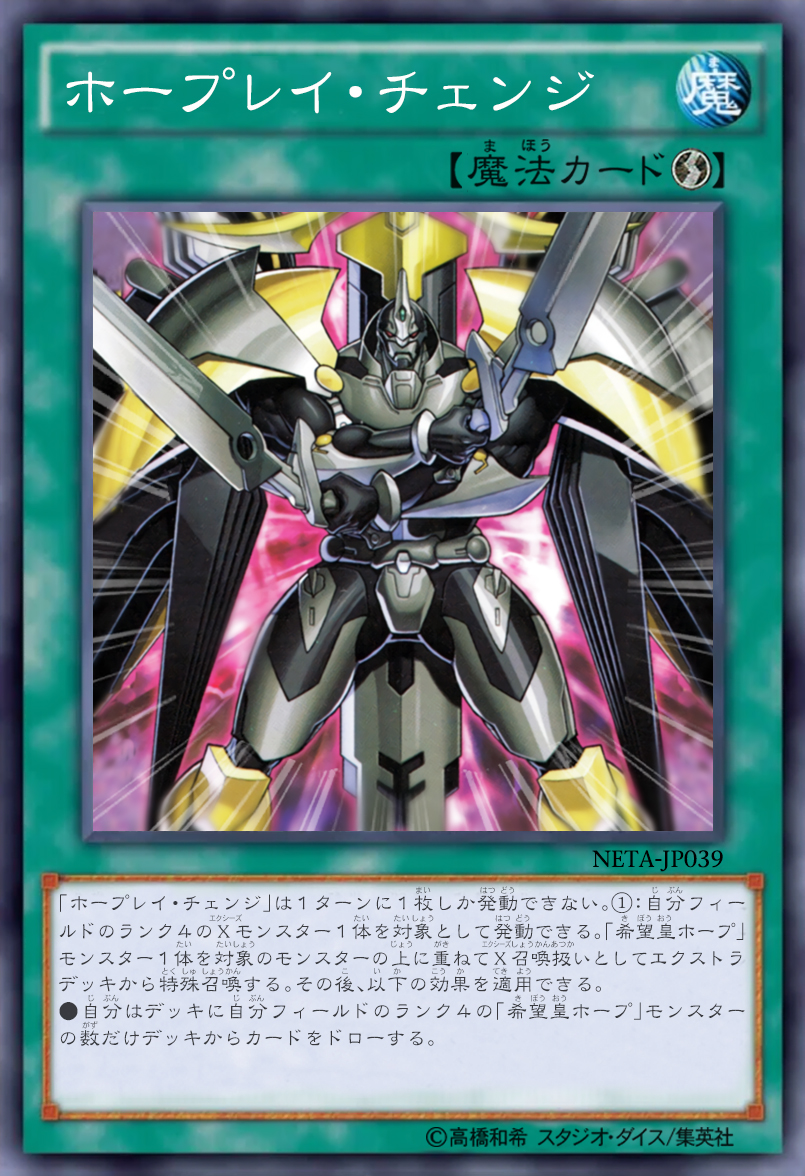 ホープレイ・チェンジ
魔
【魔法カード】
NETA-JP039
「ホープレイ・チェンジ」は１ターンに１枚しか発動できない。①：自分フィー
ルドのランク４のＸモンスター１体を対象として発動できる。「希望皇ホープ」
モンスター１体を対象のモンスターの上に重ねてＸ召喚扱いとしてエクストラ
デッキから特殊召喚する。その後、以下の効果を適用できる。
●自分はデッキに自分フィールドのランク４の「希望皇ホープ」モンスター
の数だけデッキからカードをドローする。
©高橋和希 スタジオ・ダイス/集英社